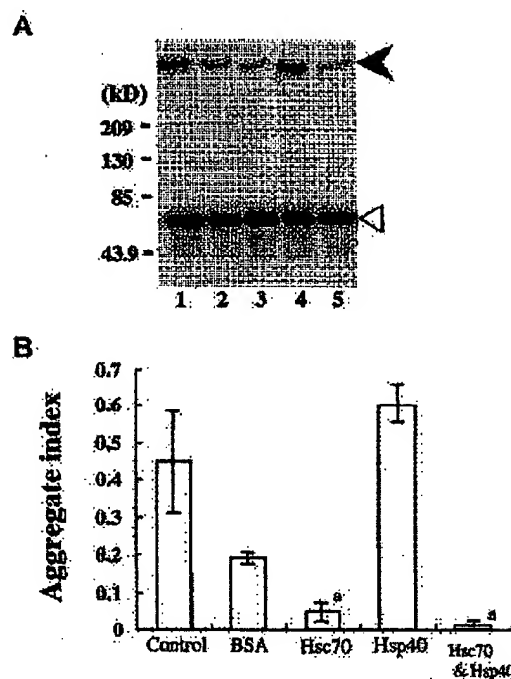 A
(kD)
209
130
85
43.9
1 2 3 4 5
B
Aggregate index
0.7
0.6
0.5
0.4
0.3
0.2
0.1
0
a
a
Control BSA Hsc70 Hsp40 Hsc70
& Hsp40